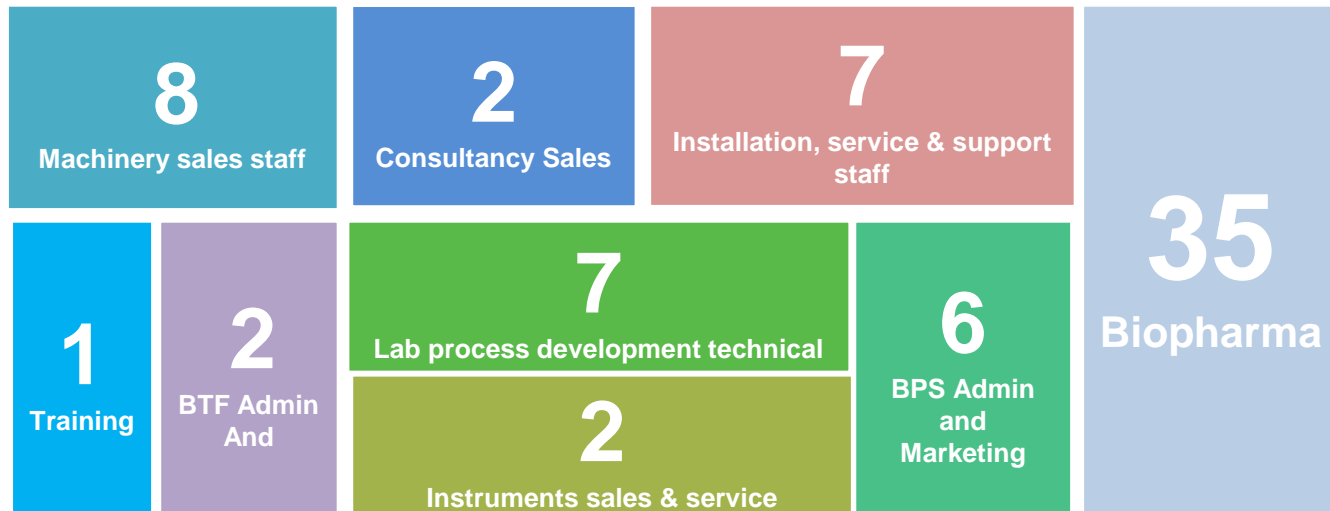 8
Machinery sales staff
2
Consultancy Sales
7
Installation, service & support
staff
35
Biopharma
1
Training
2
BTF Admin
And
7
Lab process development technical
2
Instruments sales & service
6
BPS Admin
and
Marketing